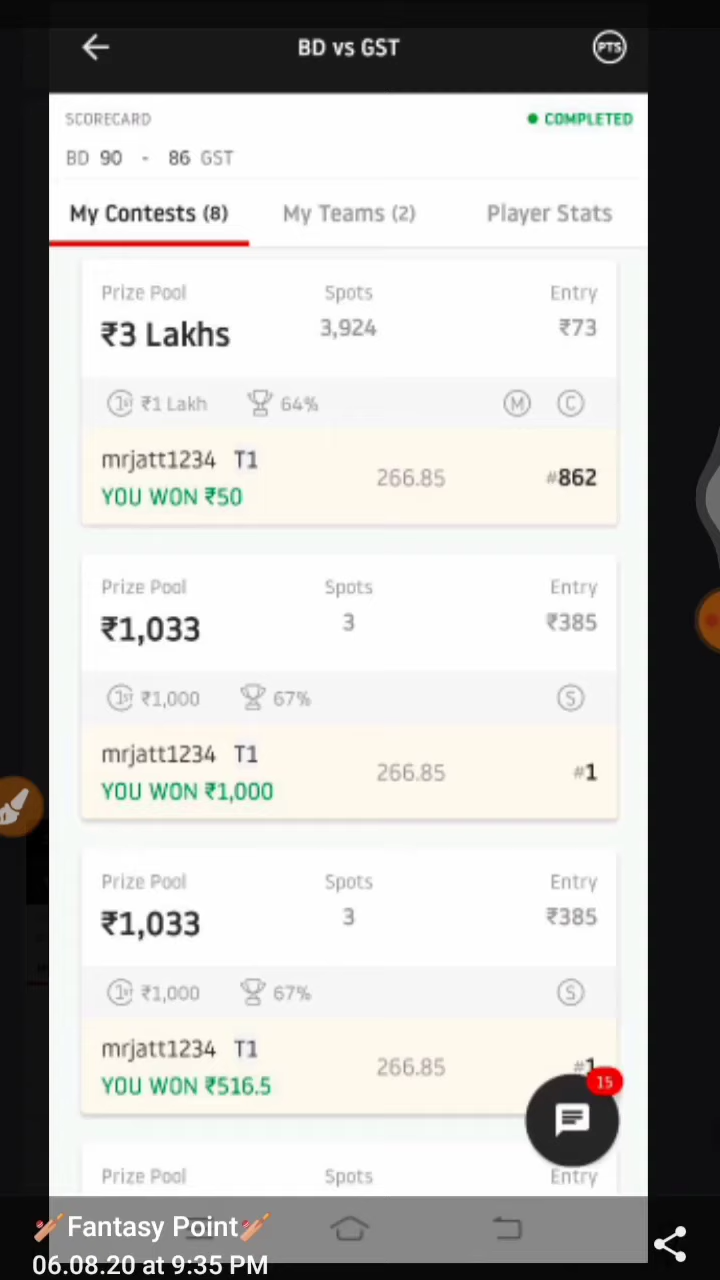 BD vs GST
PTS
SCORECARD
COMPLETED
BD 90 - 86 GST
My Contests (8)
My Teams (2)
Player Stats
Prize Pool Spots Entry
₹3 Lakhs 3,924 ₹73
1st ₹1 Lakh 64% M C
mrjatt1234 T1
YOU WON ₹50
266.85
#862
Prize Pool Spots Entry
₹1,033 3 ₹385
1st ₹1,000 67% S
mrjatt1234 T1
YOU WON ₹1,000
266.85
#1
Prize Pool Spots Entry
₹1,033 3 ₹385
1st ₹1,000 67% S
mrjatt1234 T1
YOU WON ₹516.5
266.85
#1
15
Prize Pool Spots Entry
🏏Fantasy Point🏏
06.08.20 at 9:35 PM